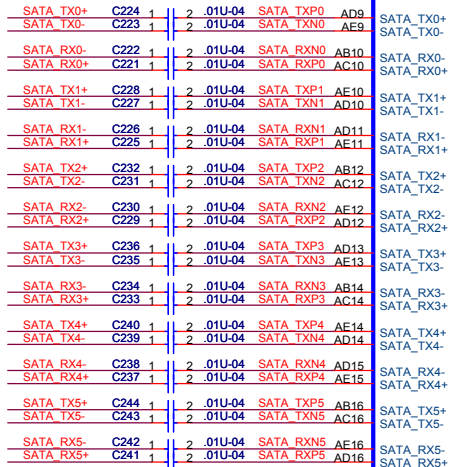 SATA_TX0+ C224 1 2 .01U-04 SATA_TXP0 AD9 SATA_TX0+
SATA_TX0- C223 1 2 .01U-04 SATA_TXN0 AE9 SATA_TX0-
SATA_RX0- C222 1 2 .01U-04 SATA_RXN0 AB10 SATA_RX0-
SATA_RX0+ C221 1 2 .01U-04 SATA_RXP0 AC10 SATA_RX0+
SATA_TX1+ C228 1 2 .01U-04 SATA_TXP1 AE10 SATA_TX1+
SATA_TX1- C227 1 2 .01U-04 SATA_TXN1 AD10 SATA_TX1-
SATA_RX1- C226 1 2 .01U-04 SATA_RXN1 AD11 SATA_RX1-
SATA_RX1+ C225 1 2 .01U-04 SATA_RXP1 AE11 SATA_RX1+
SATA_TX2+ C232 1 2 .01U-04 SATA_TXP2 AB12 SATA_TX2+
SATA_TX2- C231 1 2 .01U-04 SATA_TXN2 AC12 SATA_TX2-
SATA_RX2- C230 1 2 .01U-04 SATA_RXN2 AE12 SATA_RX2-
SATA_RX2+ C229 1 2 .01U-04 SATA_RXP2 AD12 SATA_RX2+
SATA_TX3+ C236 1 2 .01U-04 SATA_TXP3 AD13 SATA_TX3+
SATA_TX3- C235 1 2 .01U-04 SATA_TXN3 AE13 SATA_TX3-
SATA_RX3- C234 1 2 .01U-04 SATA_RXN3 AB14 SATA_RX3-
SATA_RX3+ C233 1 2 .01U-04 SATA_RXP3 AC14 SATA_RX3+
SATA_TX4+ C240 1 2 .01U-04 SATA_TXP4 AE14 SATA_TX4+
SATA_TX4- C239 1 2 .01U-04 SATA_TXN4 AD14 SATA_TX4-
SATA_RX4- C238 1 2 .01U-04 SATA_RXN4 AD15 SATA_RX4-
SATA_RX4+ C237 1 2 .01U-04 SATA_RXP4 AE15 SATA_RX4+
SATA_TX5+ C244 1 2 .01U-04 SATA_TXP5 AB16 SATA_TX5+
SATA_TX5- C243 1 2 .01U-04 SATA_TXN5 AC16 SATA_TX5-
SATA_RX5- C242 1 2 .01U-04 SATA_RXN5 AE16 SATA_RX5-
SATA_RX5+ C241 1 2 .01U-04 SATA_RXP5 AD16 SATA_RX5+